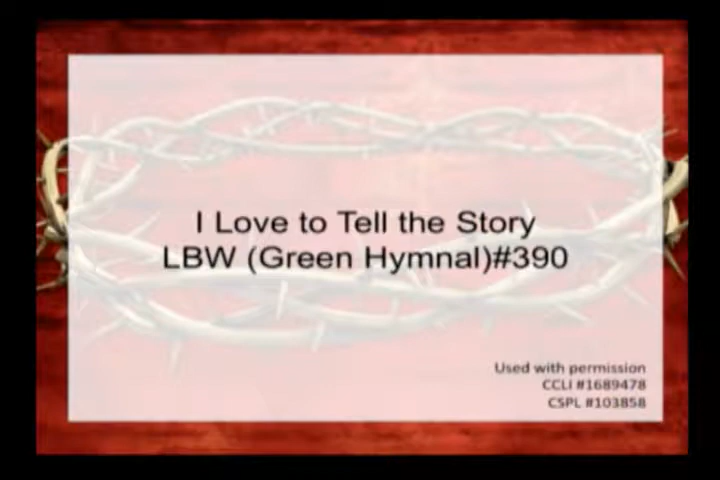 I Love to Tell the Story
LBW (Green Hymnal)#390
Used with permission
CCLI #1689478
CSPL #103858